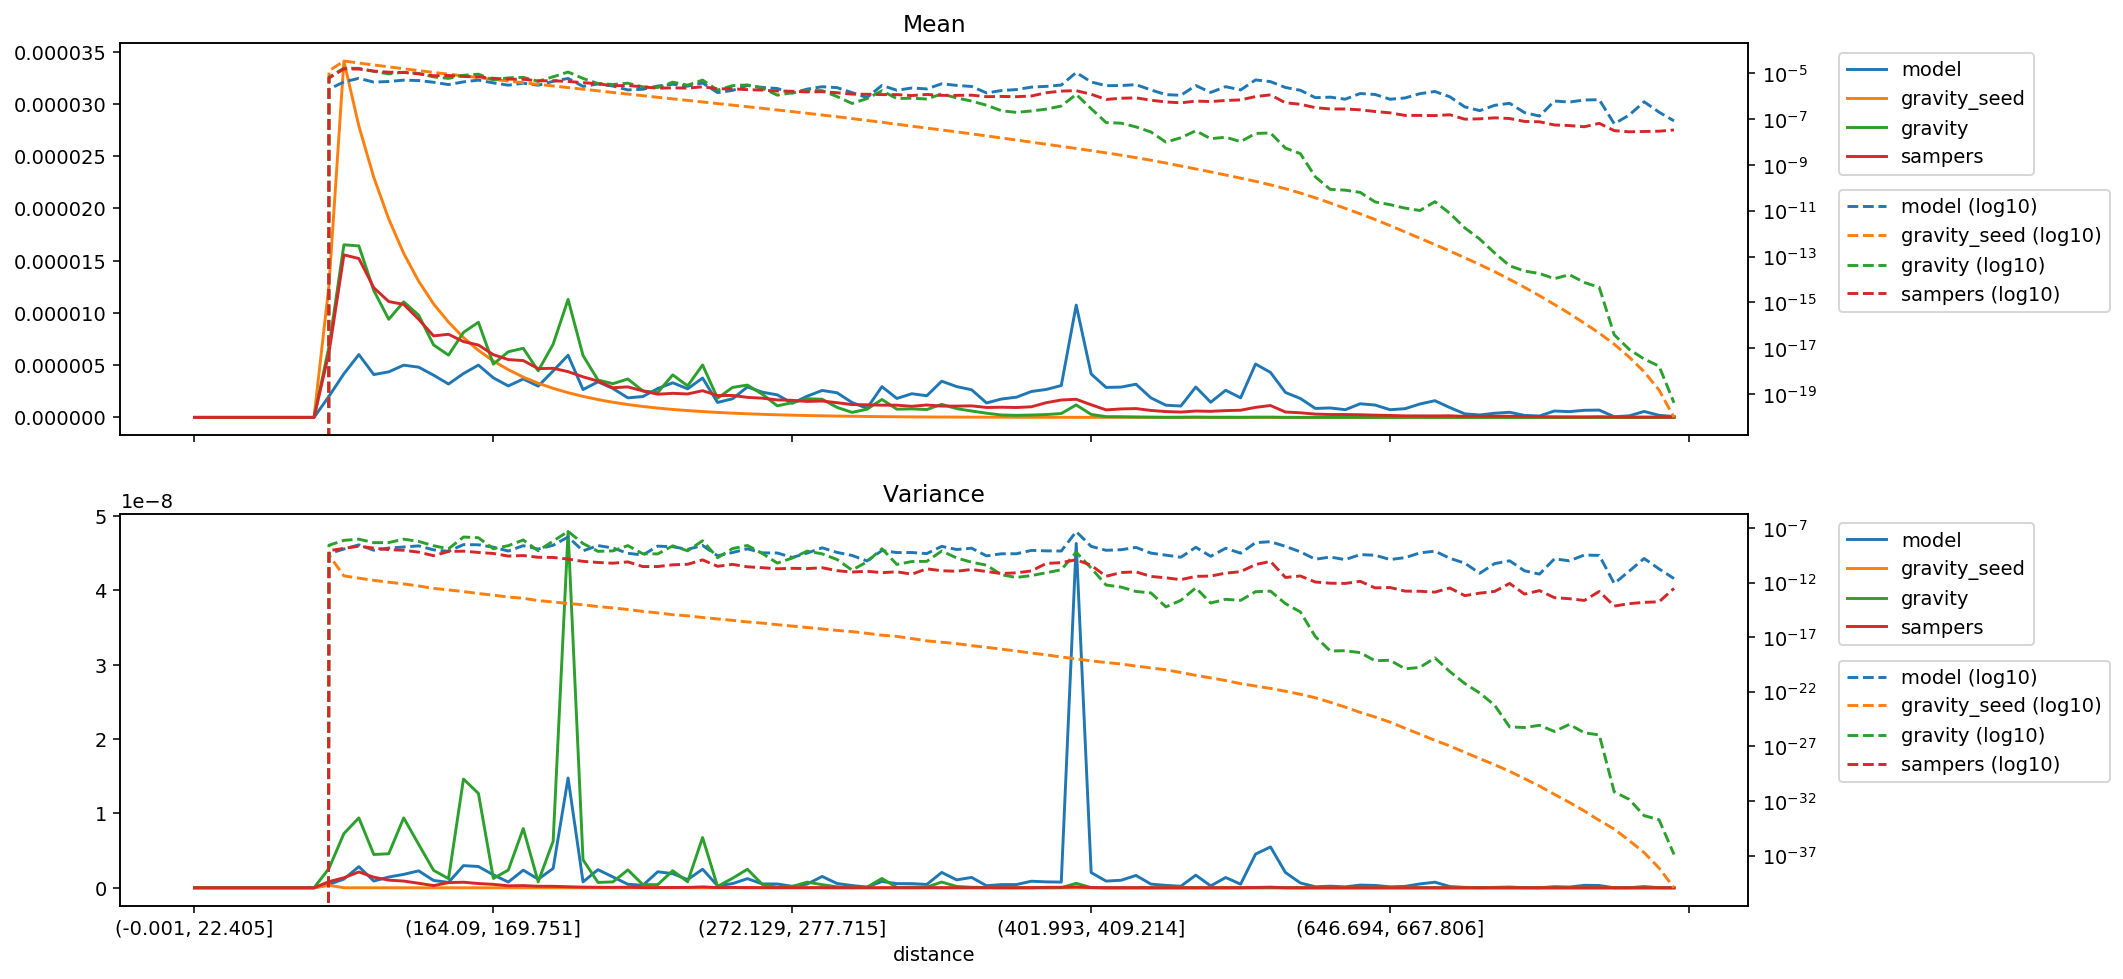 Mean
0.000035
0.000030
0.000025
0.000020
0.000015
0.000010
0.000005
0.000000
10−5
10−7
10−9
10−11
10−13
10−15
10−17
10−19
model
gravity_seed
gravity
sampers
model (log10)
gravity_seed (log10)
gravity (log10)
sampers (log10)
Variance
1e−8
5
4
3
2
1
0
10−7
10−12
10−17
10−22
10−27
10−32
10−37
model
gravity_seed
gravity
sampers
model (log10)
gravity_seed (log10)
gravity (log10)
sampers (log10)
(-0.001, 22.405] (164.09, 169.751] (272.129, 277.715] (401.993, 409.214] (646.694, 667.806]
distance